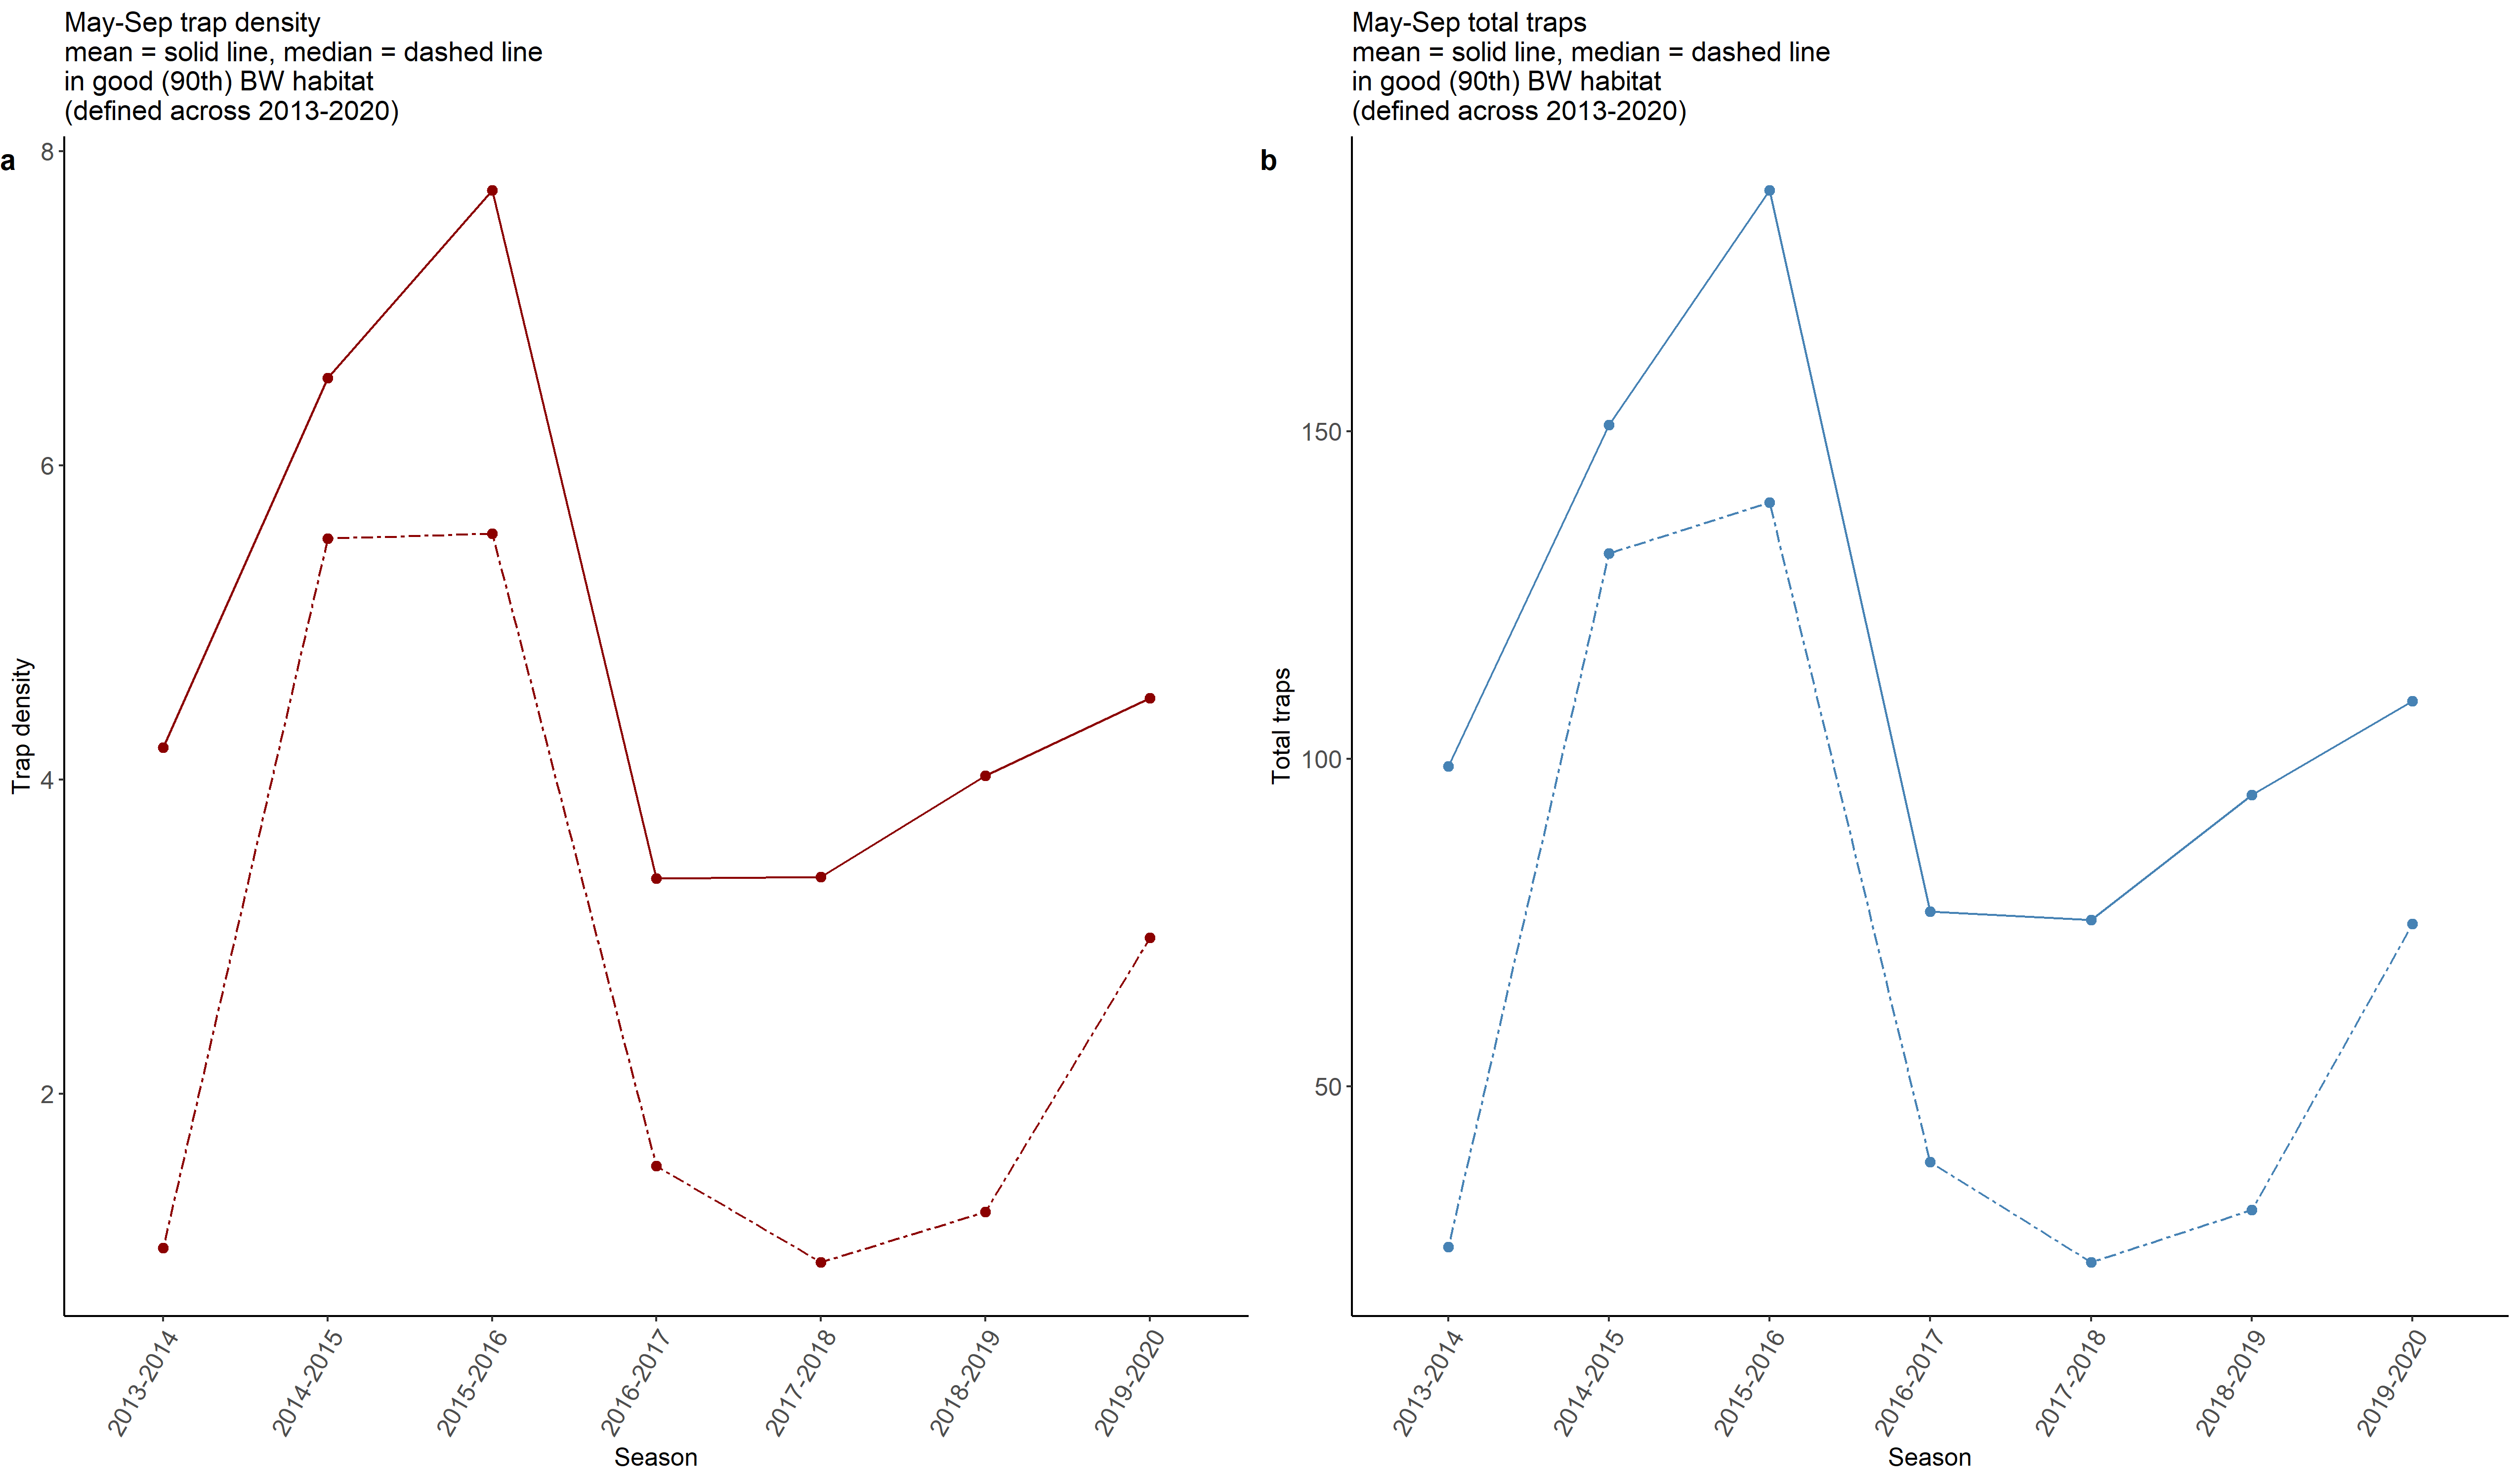 May-Sep trap density
mean = solid line, median = dashed line
in good (90th) BW habitat
(defined across 2013-2020)
a
8
6
4
2
Trap density
2013-2014
2014-2015
2015-2016
2016-2017
2017-2018
2018-2019
2019-2020
Season
May-Sep total traps
mean = solid line, median = dashed line
in good (90th) BW habitat
(defined across 2013-2020)
b
150
100
50
Total traps
2013-2014
2014-2015
2015-2016
2016-2017
2017-2018
2018-2019
2019-2020
Season